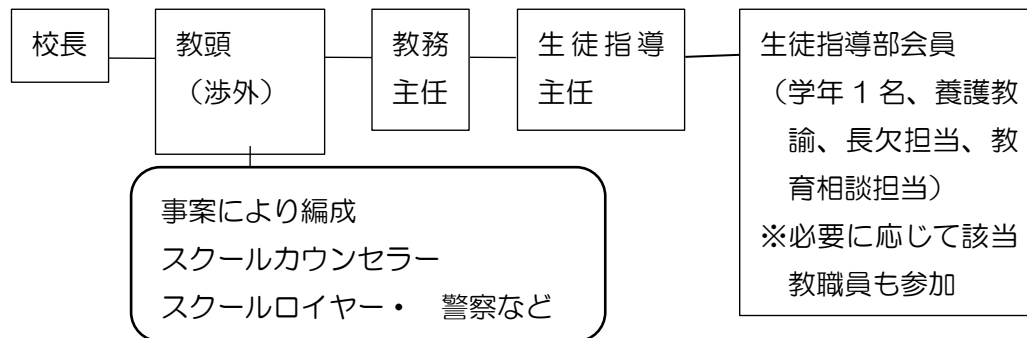 校長
教頭
（渉外）
教務
主任
生徒指導
主任
生徒指導部会員
（学年１名、養護教
諭、長欠担当、教
育相談担当）
※必要に応じて該当
教職員も参加
事案により編成
スクールカウンセラー
スクールロイヤー・　警察など